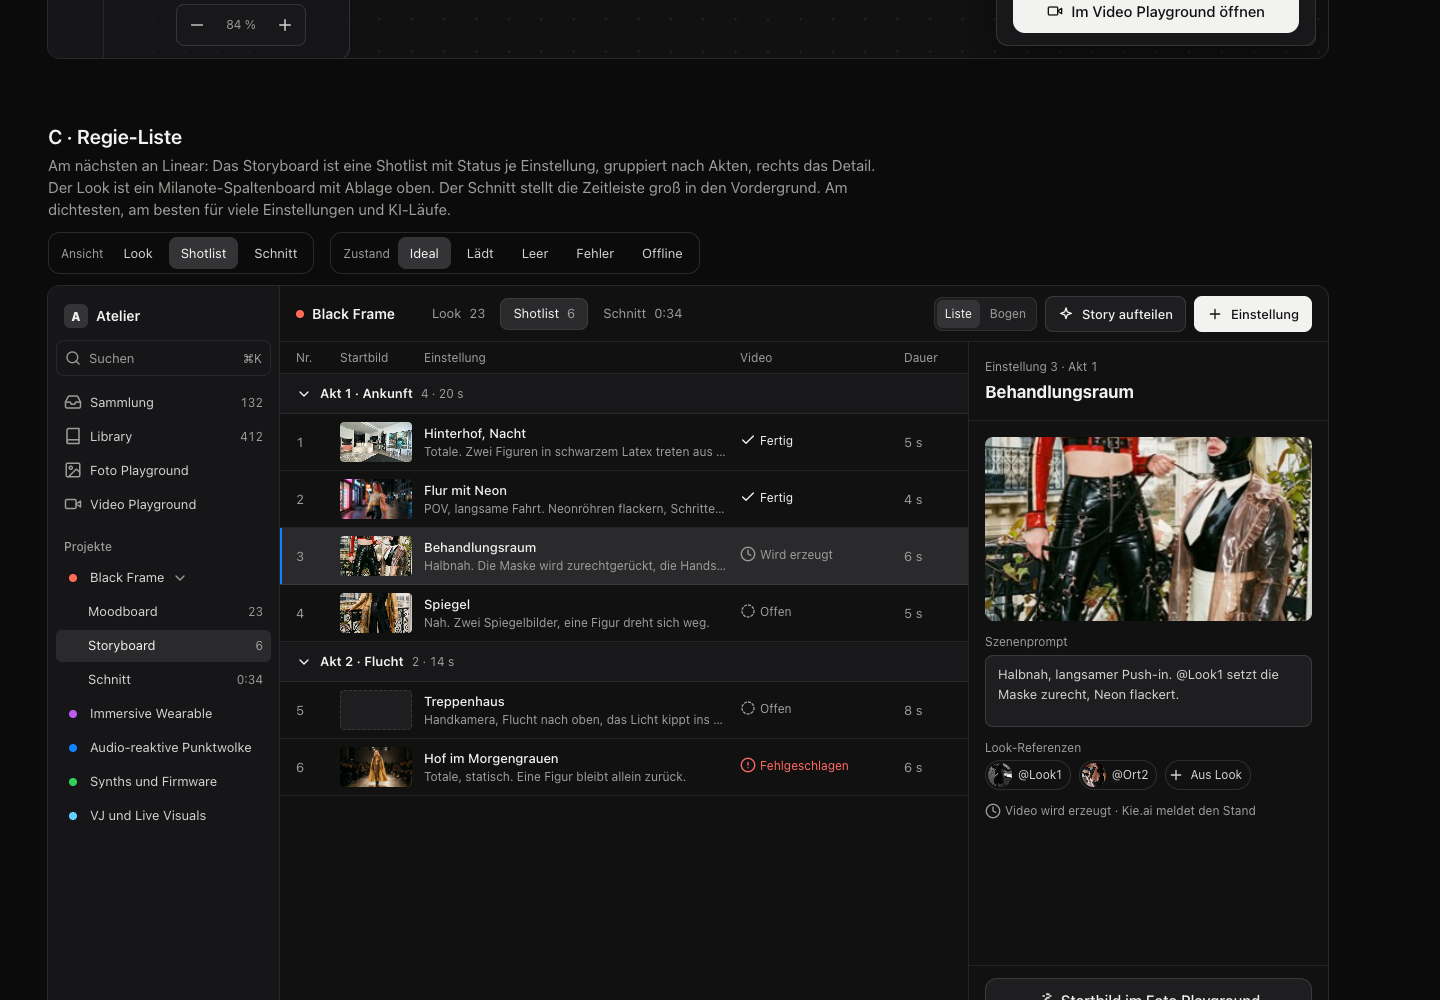 84 %
Im Video Playground öffnen
C · Regie-Liste
Am nächsten an Linear: Das Storyboard ist eine Shotlist mit Status je Einstellung, gruppiert nach Akten, rechts das Detail.
Der Look ist ein Milanote-Spaltenboard mit Ablage oben. Der Schnitt stellt die Zeitleiste groß in den Vordergrund. Am
dichtesten, am besten für viele Einstellungen und KI-Läufe.
Ansicht Look Shotlist Schnitt Zustand Ideal Lädt Leer Fehler Offline
A Atelier
Suchen ⌘K
Sammlung 132
Library 412
Foto Playground
Video Playground
Projekte
Black Frame
Moodboard 23
Storyboard 6
Schnitt 0:34
Immersive Wearable
Audio-reaktive Punktwolke
Synths und Firmware
VJ und Live Visuals
Black Frame Look 23 Shotlist 6 Schnitt 0:34 Liste Bogen Story aufteilen Einstellung
Nr. Startbild Einstellung Video Dauer
Akt 1 · Ankunft 4 · 20 s
1 Hinterhof, Nacht Fertig 5 s
Totale. Zwei Figuren in schwarzem Latex treten aus ...
2 Flur mit Neon Fertig 4 s
POV, langsame Fahrt. Neonröhren flackern, Schritte...
3 Behandlungsraum Wird erzeugt 6 s
Halbnah. Die Maske wird zurechtgerückt, die Hands...
4 Spiegel Offen 5 s
Nah. Zwei Spiegelbilder, eine Figur dreht sich weg.
Akt 2 · Flucht 2 · 14 s
5 Treppenhaus Offen 8 s
Handkamera, Flucht nach oben, das Licht kippt ins ...
6 Hof im Morgengrauen Fehlgeschlagen 6 s
Totale, statisch. Eine Figur bleibt allein zurück.
Einstellung 3 · Akt 1
Behandlungsraum
Szenenprompt
Halbnah, langsamer Push-in. @Look1 setzt die
Maske zurecht, Neon flackert.
Look-Referenzen
@Look1 @Ort2 Aus Look
Video wird erzeugt · Kie.ai meldet den Stand
Startbild im Foto Playground